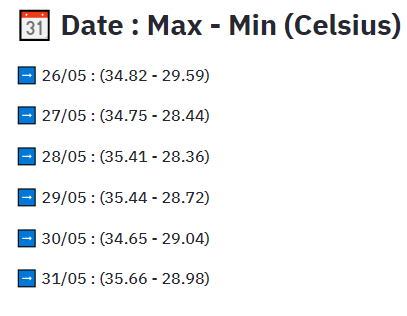 31 Date : Max - Min (Celsius)
26/05 : (34.82 - 29.59)
27/05 : (34.75 - 28.44)
28/05 : (35.41 - 28.36)
29/05 : (35.44 - 28.72)
30/05 : (34.65 - 29.04)
31/05 : (35.66 - 28.98)